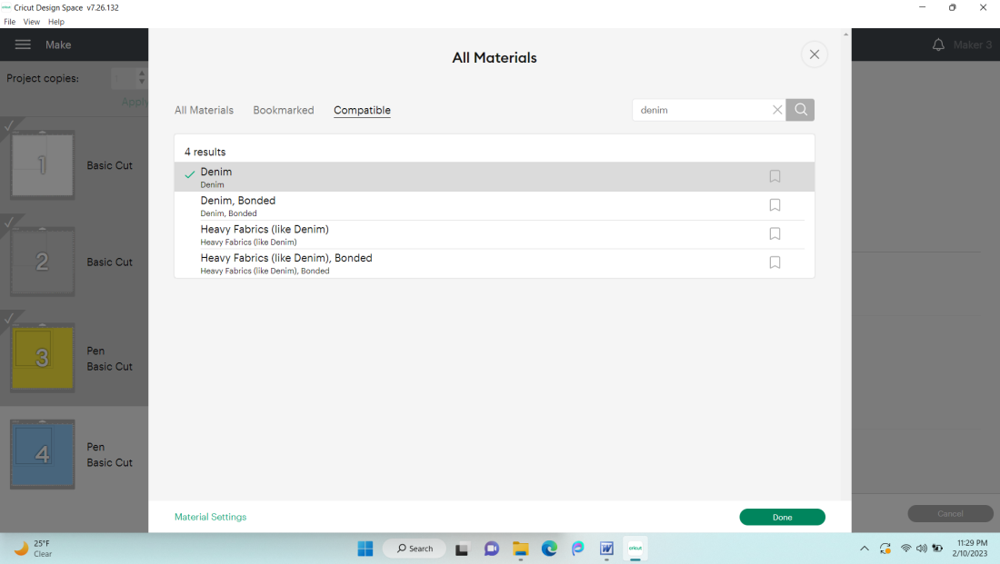 cricut Cricut Design Space v7.26.132
File View Help
Make
Maker 3
Project copies:
Apply
1
Basic Cut
2
Basic Cut
3
Pen
Basic Cut
4
Pen
Basic Cut
All Materials
All Materials Bookmarked Compatible
denim
4 results
Denim
Denim
Denim, Bonded
Denim, Bonded
Heavy Fabrics (like Denim)
Heavy Fabrics (like Denim)
Heavy Fabrics (like Denim), Bonded
Heavy Fabrics (like Denim), Bonded
Material Settings
Done
Cancel
25°F
Clear
Search
W
cricut
11:29 PM
2/10/2023